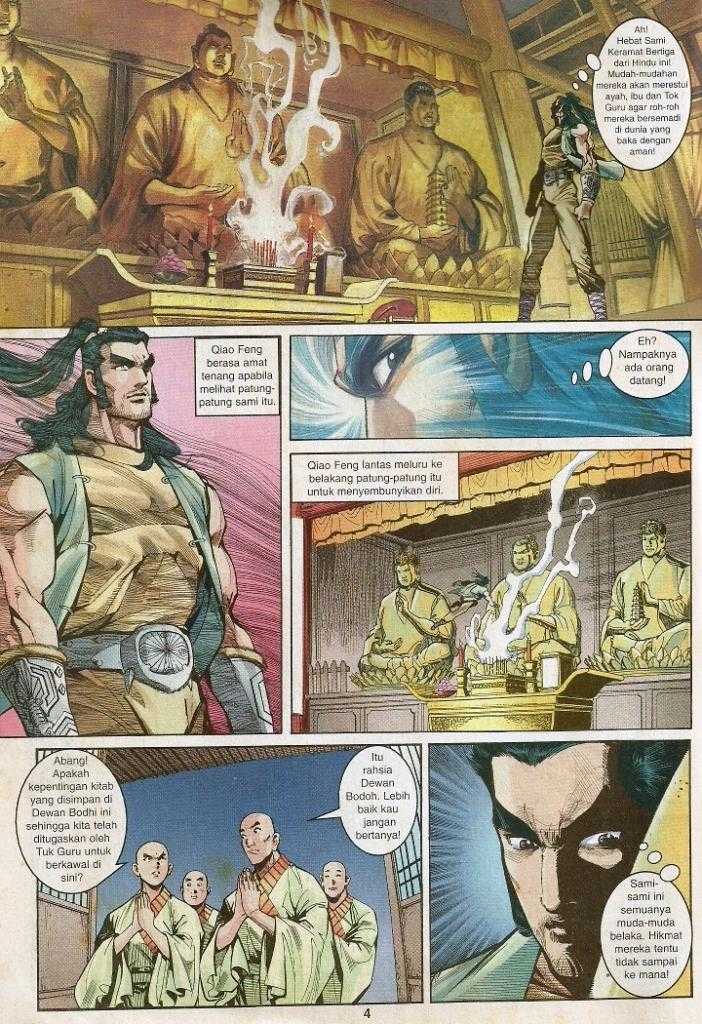 Ah!
Hebat Sami
Keramat Bertiga
dari Hindu ini!
Mudah-mudahan
mereka akan merestui
ayah, Ibu dan Tok
Guru agar roh-roh
mereka bersemadi
di dunia yang
baka dengan
aman!
Qiao Feng
berasa amat
tenang apabila
melihat patung-
patung sami itu.
Eh?
Nampaknya
ada orang
datang!
Qiao Feng lantas meluru ke
belakang patung-patung itu
untuk menyembunyikan diri.
Abang!
Apakah
kepentingan kitab
yang disimpan di
Dewan Bodhi ini
sehingga kita telah
ditugaskan oleh
Tuk Guru untuk
berkawal di
sini?
Itu
rahsia
Dewan
Bodoh. Lebih
baik kau
jangan
bertanya!
Sami-
sami ini
semuanya
muda-muda
belaka. Hikmat
mereka tentu
tidak sampai
ke mana!
4